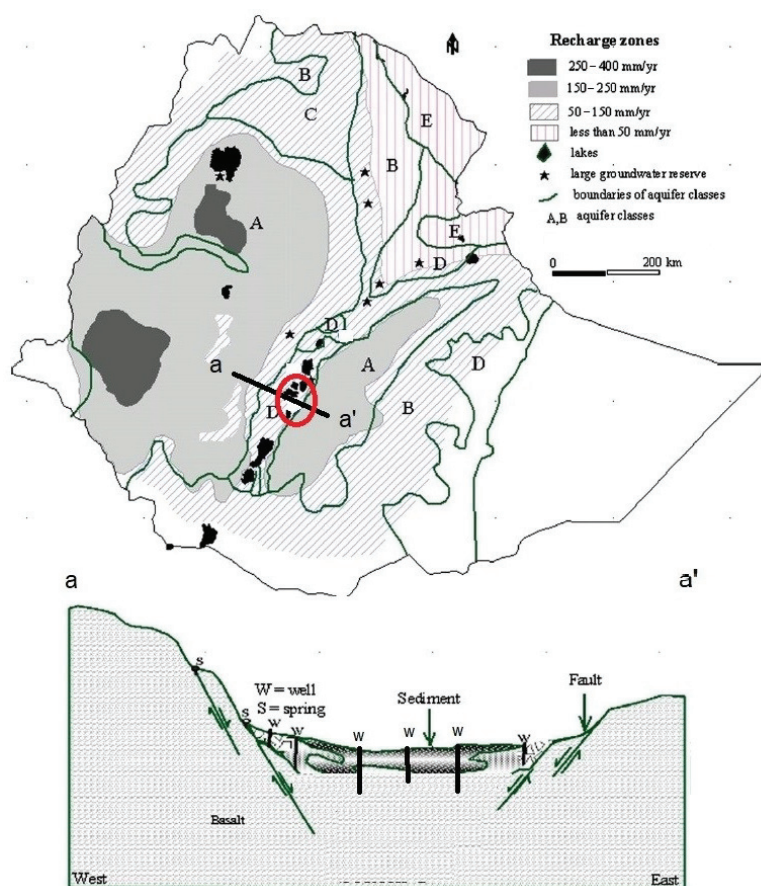 N
Recharge zones
250 – 400 mm/yr
150 – 250 mm/yr
50 – 150 mm/yr
less than 50 mm/yr
lakes
large groundwater reserve
boundaries of aquifer classes
A,B aquifer classes
0 200 km
B
C
E
B
A
E
D
D
A
D
a
B
D
a'
a
a'
S
W = well
S = spring
Sediment
Fault
S
W
W
W
W
W
W
Basalt
West
East